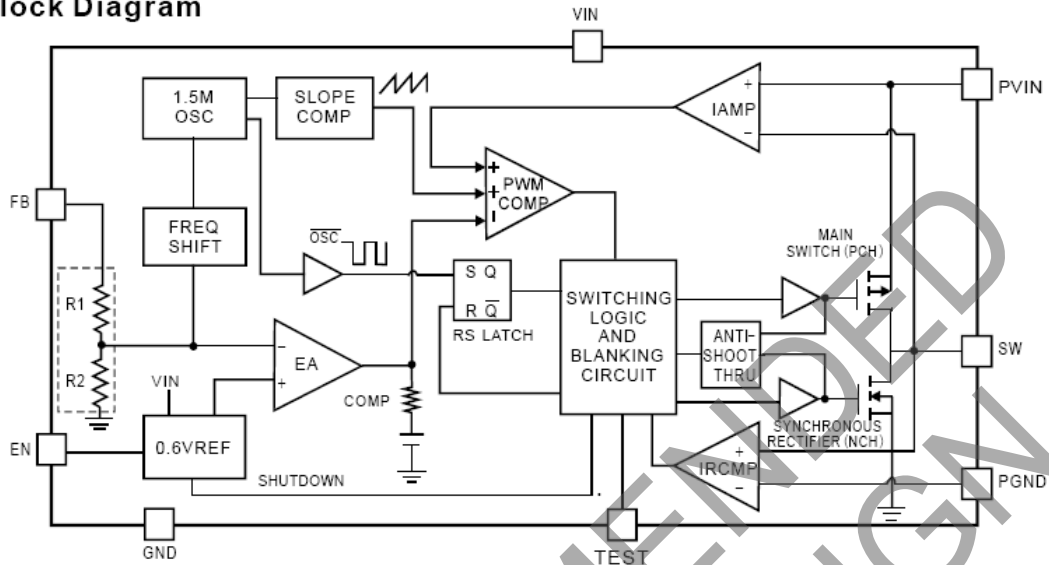 lock Diagram
VIN
1.5M
OSC
SLOPE
COMP
IAMP
+
−
PVIN
FB
FREQ
SHIFT
PWM
COMP
+
+
-
OSC
MAIN
SWITCH (PCH)
S Q
R Q
RS LATCH
SWITCHING
LOGIC
AND
BLANKING
CIRCUIT
R1
R2
EA
−
+
ANTI-
SHOOT
THRU
SW
VIN
COMP
SYNCHRONOUS
RECTIFIER (NCH)
EN
0.6VREF
SHUTDOWN
IRCMP
+
−
PGND
GND
TEST
MENDED
IGN